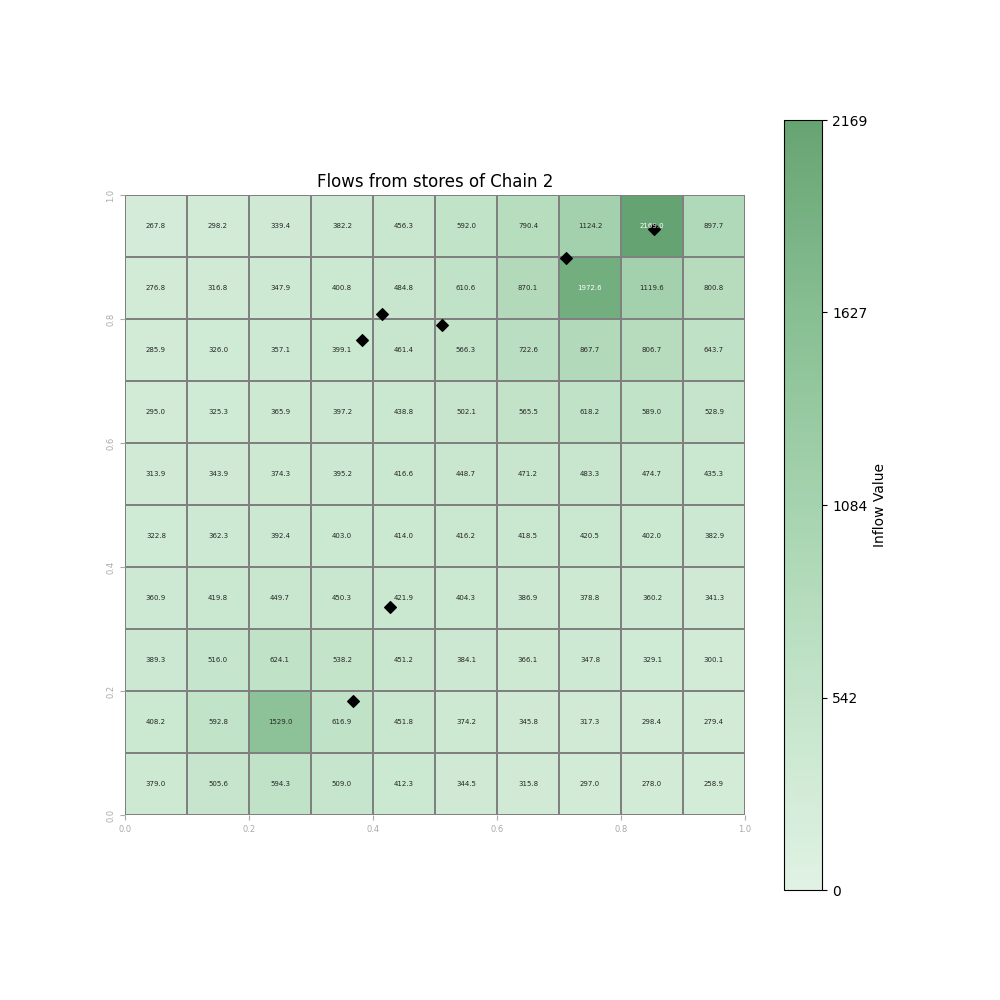 Flows from stores of Chain 2
1.0
267.8 298.2 339.4 382.2 456.3 592.0 790.4 1124.2 2169.0 897.7
276.8 316.8 347.9 400.8 484.8 610.6 870.1 1972.6 1119.6 800.8
0.8
285.9 326.0 357.1 399.1 461.4 566.3 722.6 867.7 806.7 643.7
295.0 325.3 365.9 397.2 438.8 502.1 565.5 618.2 589.0 528.9
0.6
313.9 343.9 374.3 395.2 416.6 448.7 471.2 483.3 474.7 435.3
322.8 362.3 392.4 403.0 414.0 416.2 418.5 420.5 402.0 382.9
0.4
360.9 419.8 449.7 450.3 421.9 404.3 386.9 378.8 360.2 341.3
389.3 516.0 624.1 538.2 451.2 384.1 366.1 347.8 329.1 300.1
0.2
408.2 592.8 1529.0 616.9 451.8 374.2 345.8 317.3 298.4 279.4
379.0 505.6 594.3 509.0 412.3 344.5 315.8 297.0 278.0 258.9
0.0
0.0 0.2 0.4 0.6 0.8 1.0
2169
1627
1084
542
0
Inflow Value